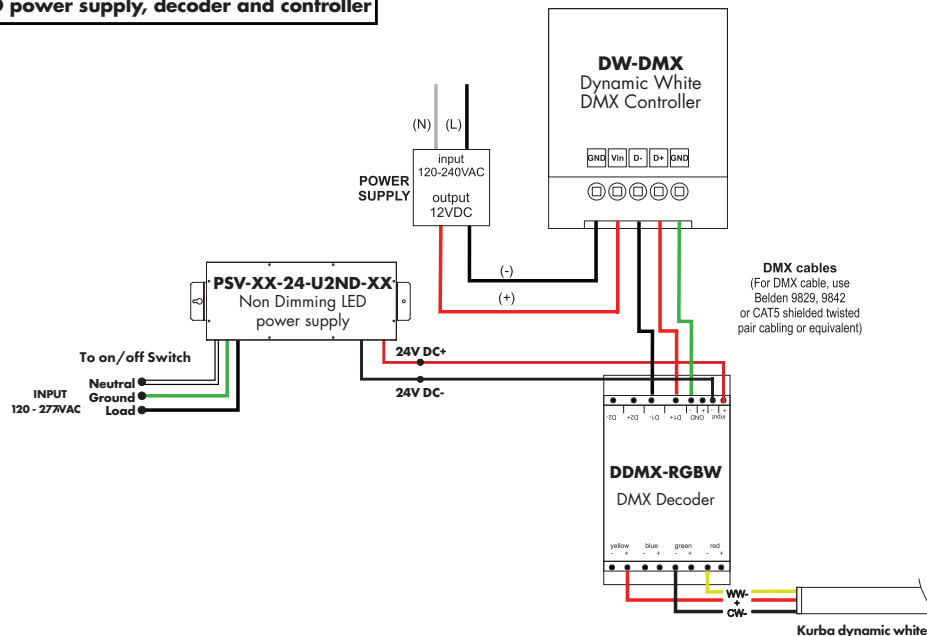 power supply, decoder and controller
DW-DMX
Dynamic White
DMX Controller
GND Vin D- D+ GND
(N) (L)
input
120-240VAC
output
12VDC
POWER
SUPPLY
(-)
(+)
DMX cables
(For DMX cable, use
Belden 9829, 9842
or CAT5 shielded twisted
pair cabling or equivalent)
PSV-XX-24-U2ND-XX
Non Dimming LED
power supply
To on/off Switch
Neutral
Ground
Load
INPUT
120 - 277VAC
24V DC+
24V DC-
D2- D2+ D1- D1+ GND input
- + - +
DDMX-RGBW
DMX Decoder
yellow blue green red
- + - + - + - +
WW-
+
CW-
Kurba dynamic white